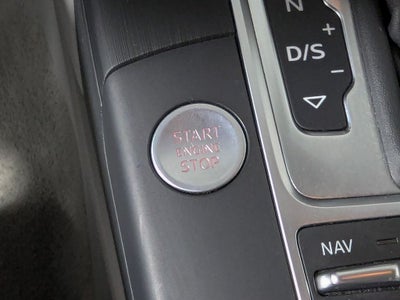 N
+
D/S
−
START
ENGINE
STOP
NAV